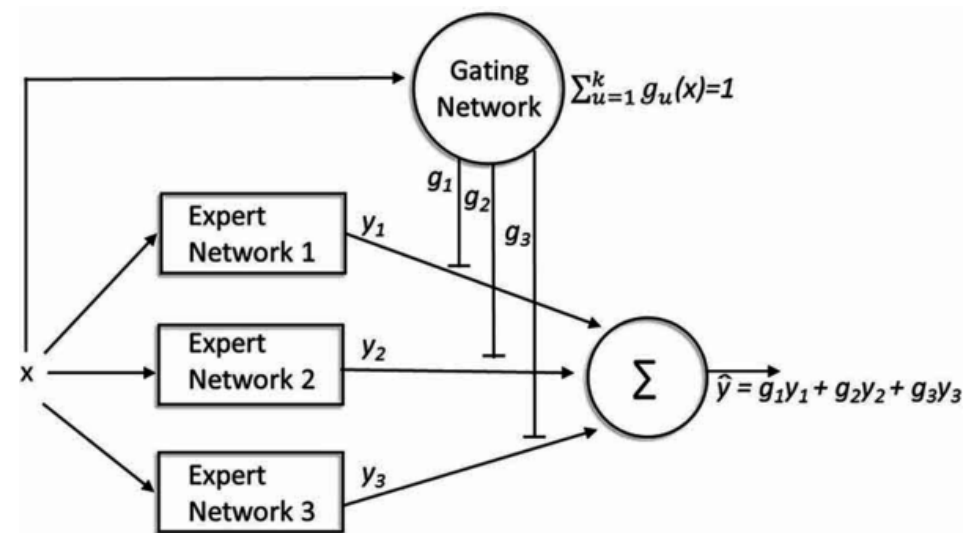 Gating
Network
∑ᵏᵤ₌₁ gᵤ(x)=1
g₁
g₂
g₃
Expert
Network 1
y₁
Expert
Network 2
y₂
x
∑
ŷ = g₁y₁ + g₂y₂ + g₃y₃
Expert
Network 3
y₃